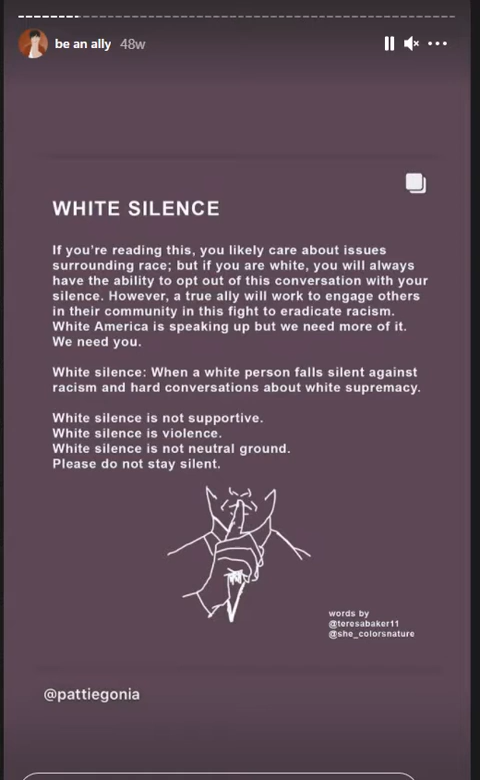 be an ally 48w
WHITE SILENCE
If you're reading this, you likely care about issues
surrounding race; but if you are white, you will always
have the ability to opt out of this conversation with your
silence. However, a true ally will work to engage others
in their community in this fight to eradicate racism.
White America is speaking up but we need more of it.
We need you.
White silence: When a white person falls silent against
racism and hard conversations about white supremacy.
White silence is not supportive.
White silence is violence.
White silence is not neutral ground.
Please do not stay silent.
words by
@teresabaker11
@she_colorsnature
@pattiegonia